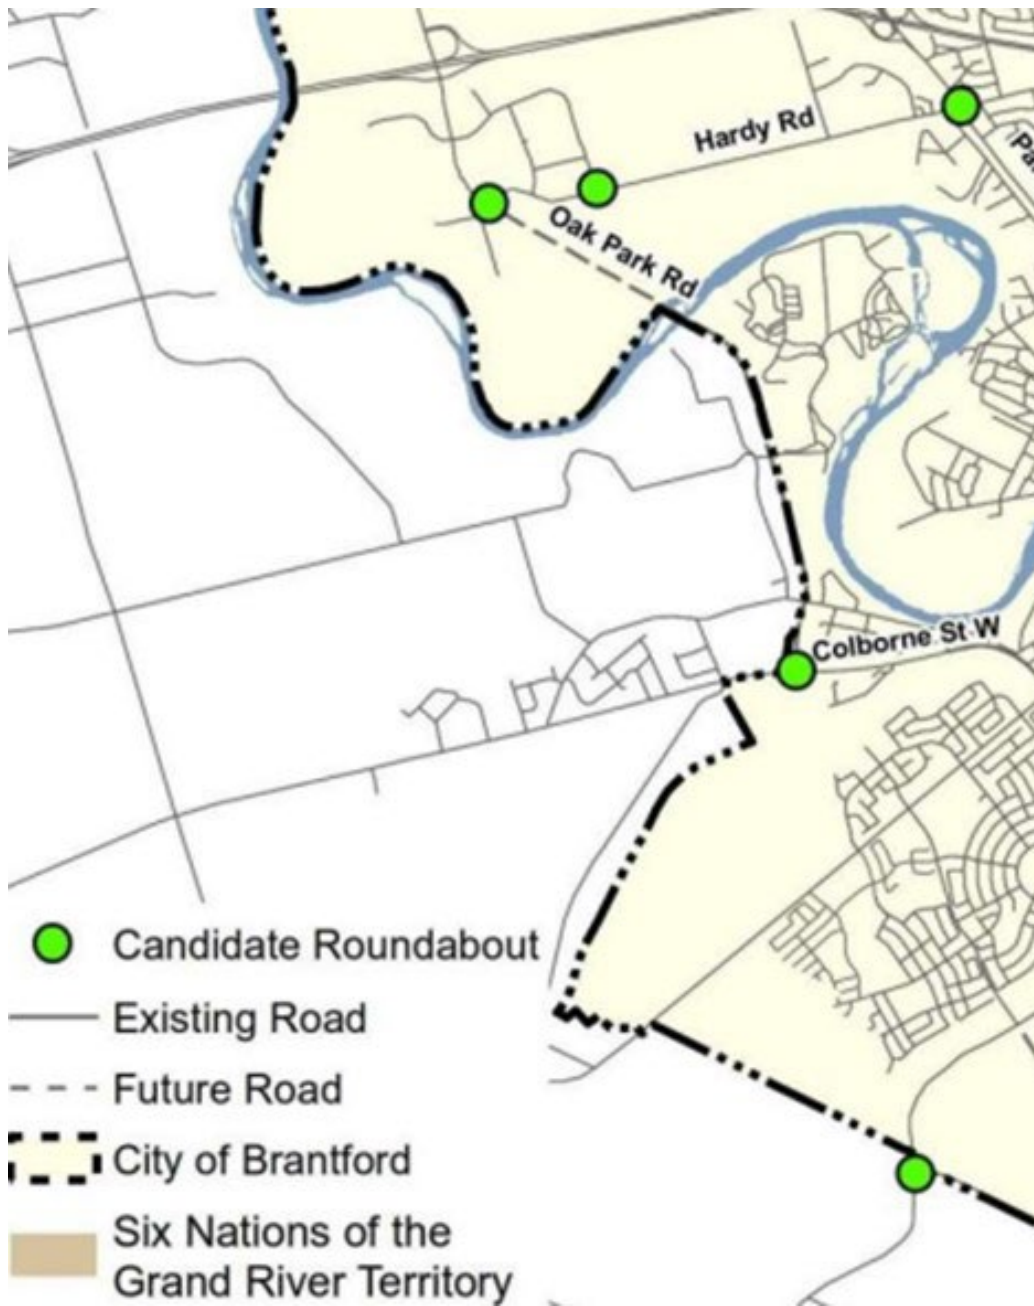 Hardy Rd
Oak Park Rd
Colborne St W
Candidate Roundabout
Existing Road
Future Road
City of Brantford
Six Nations of the
Grand River Territory